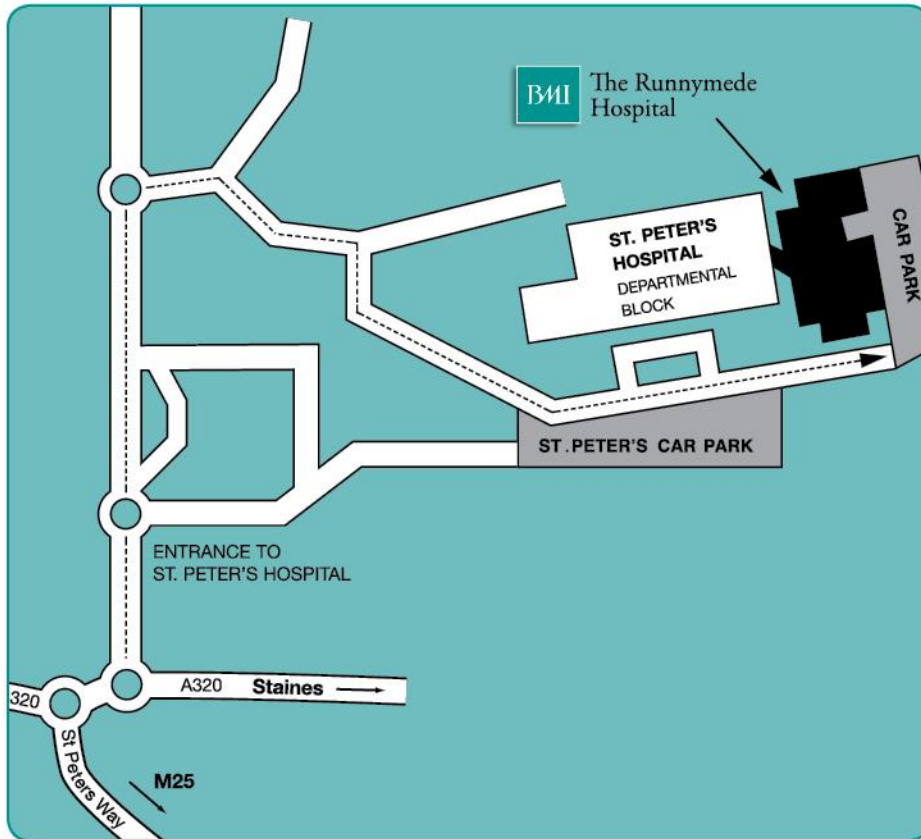 BMI
The Runnymede
Hospital
ST. PETER'S
HOSPITAL
DEPARTMENTAL
BLOCK
CAR PARK
ST.PETER'S CAR PARK
ENTRANCE TO
ST. PETER'S HOSPITAL
A320 Staines
320
St Peters Way
M25